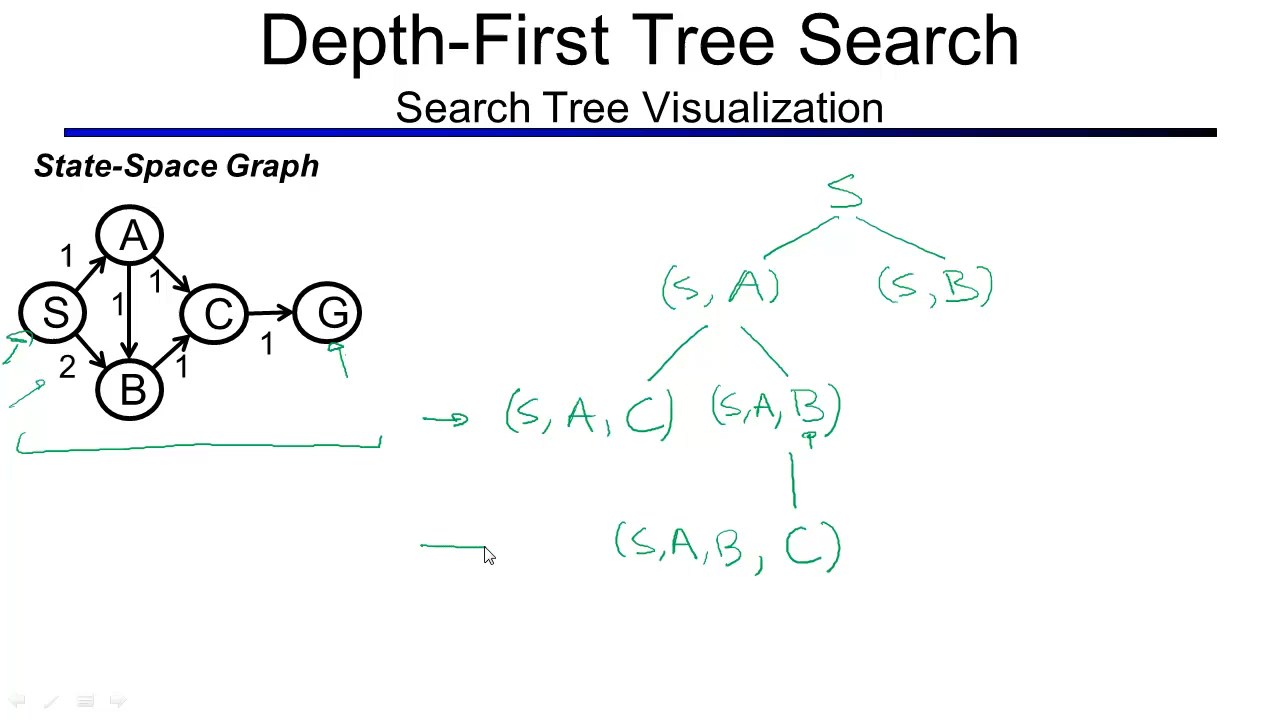 Depth-First Tree Search
Search Tree Visualization
State-Space Graph
S
A
1
(S, A)
(S, B)
1
1
S
C
G
1
2
1
B
(S, A, C)
(S, A, B)
(S, A, B, C)